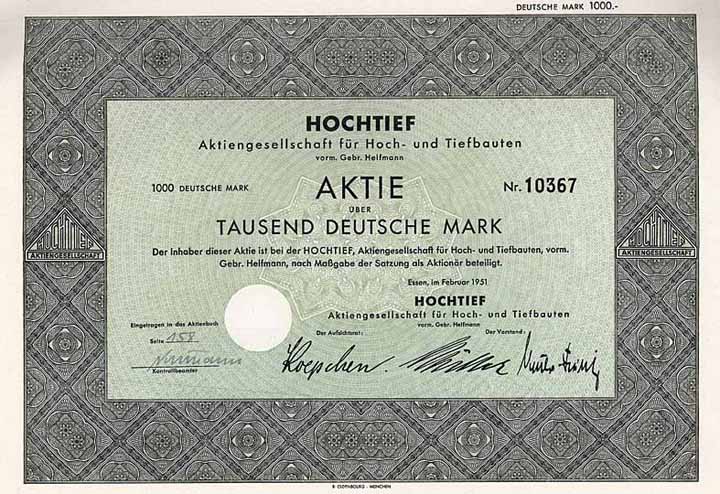 DEUTSCHE MARK 1000.-
HOCHTIEF
Aktiengesellschaft für Hoch- und Tiefbauten
vorm. Gebr. Helfmann
1000 DEUTSCHE MARK
AKTIE
Nr. 10367
ÜBER
TAUSEND DEUTSCHE MARK
Der Inhaber dieser Aktie ist bei der HOCHTIEF, Aktiengesellschaft für Hoch- und Tiefbauten, vorm.
Gebr. Helfmann, nach Maßgabe der Satzung als Aktionär beteiligt.
HOCHTIEF
AKTIENGESELLSCHAFT
HOCHTIEF
AKTIENGESELLSCHAFT
Essen, im Februar 1951
HOCHTIEF
Aktiengesellschaft für Hoch- und Tiefbauten
vorm. Gebr. Helfmann
Eingetragen in das Aktienbuch
Seite 158
Kontrollbeamter
Der Aufsichtsrat:
Der Vorstand:
Koepchen
Müller